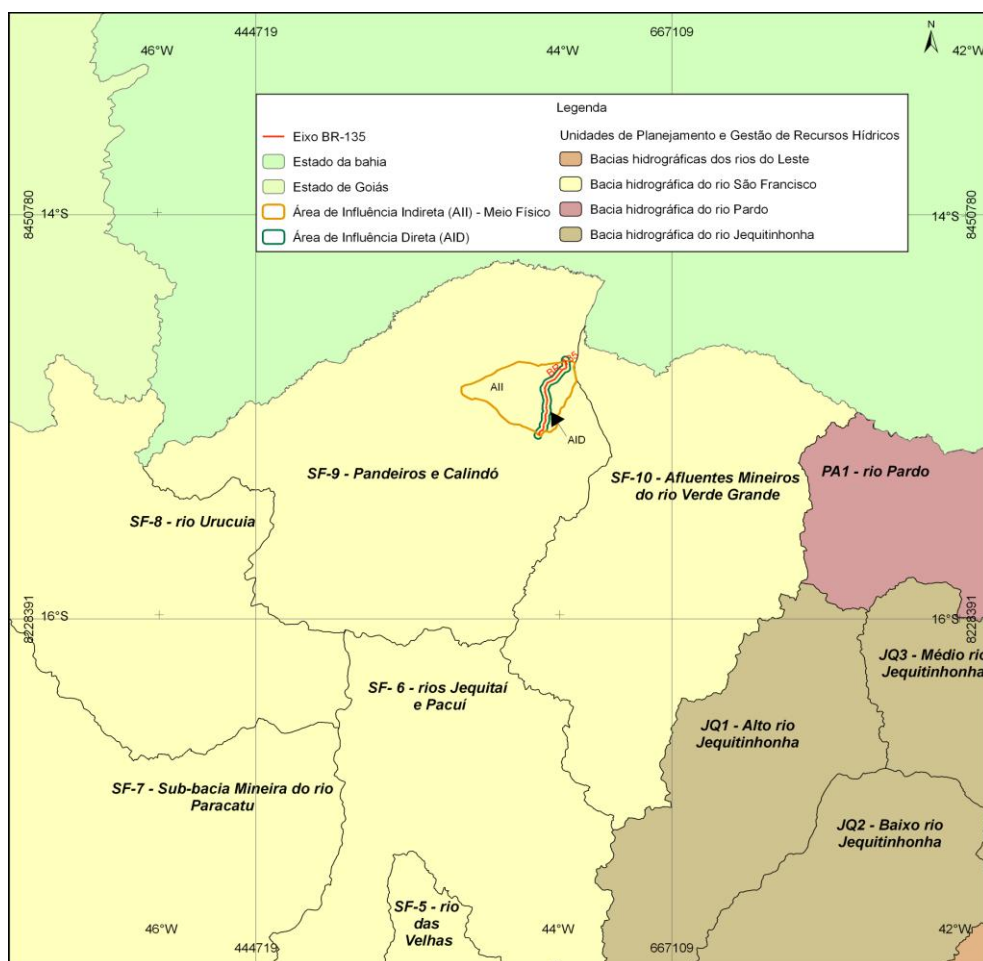 444719
667109
46°W
44°W
42°W
N
Legenda
Eixo BR-135
Estado da bahia
Estado de Goiás
Área de Influência Indireta (AII) - Meio Físico
Área de Influência Direta (AID)
Unidades de Planejamento e Gestão de Recursos Hídricos
Bacias hidrográficas dos rios do Leste
Bacia hidrográfica do rio São Francisco
Bacia hidrográfica do rio Pardo
Bacia hidrográfica do rio Jequitinhonha
8450780
14°S
14°S
8450780
BR-135
AII
AID
SF-9 - Pandeiros e Calindó
SF-10 - Afluentes Mineiros
do rio Verde Grande
PA1 - rio Pardo
SF-8 - rio Urucuia
8228391
16°S
16°S
8228391
SF- 6 - rios Jequitaí
e Pacuí
JQ3 - Médio rio
Jequitinhonha
JQ1 - Alto rio
Jequitinhonha
SF-7 - Sub-bacia Mineira do rio
Paracatu
JQ2 - Baixo rio
Jequitinhonha
SF-5 - rio
das
Velhas
46°W
44°W
42°W
444719
667109